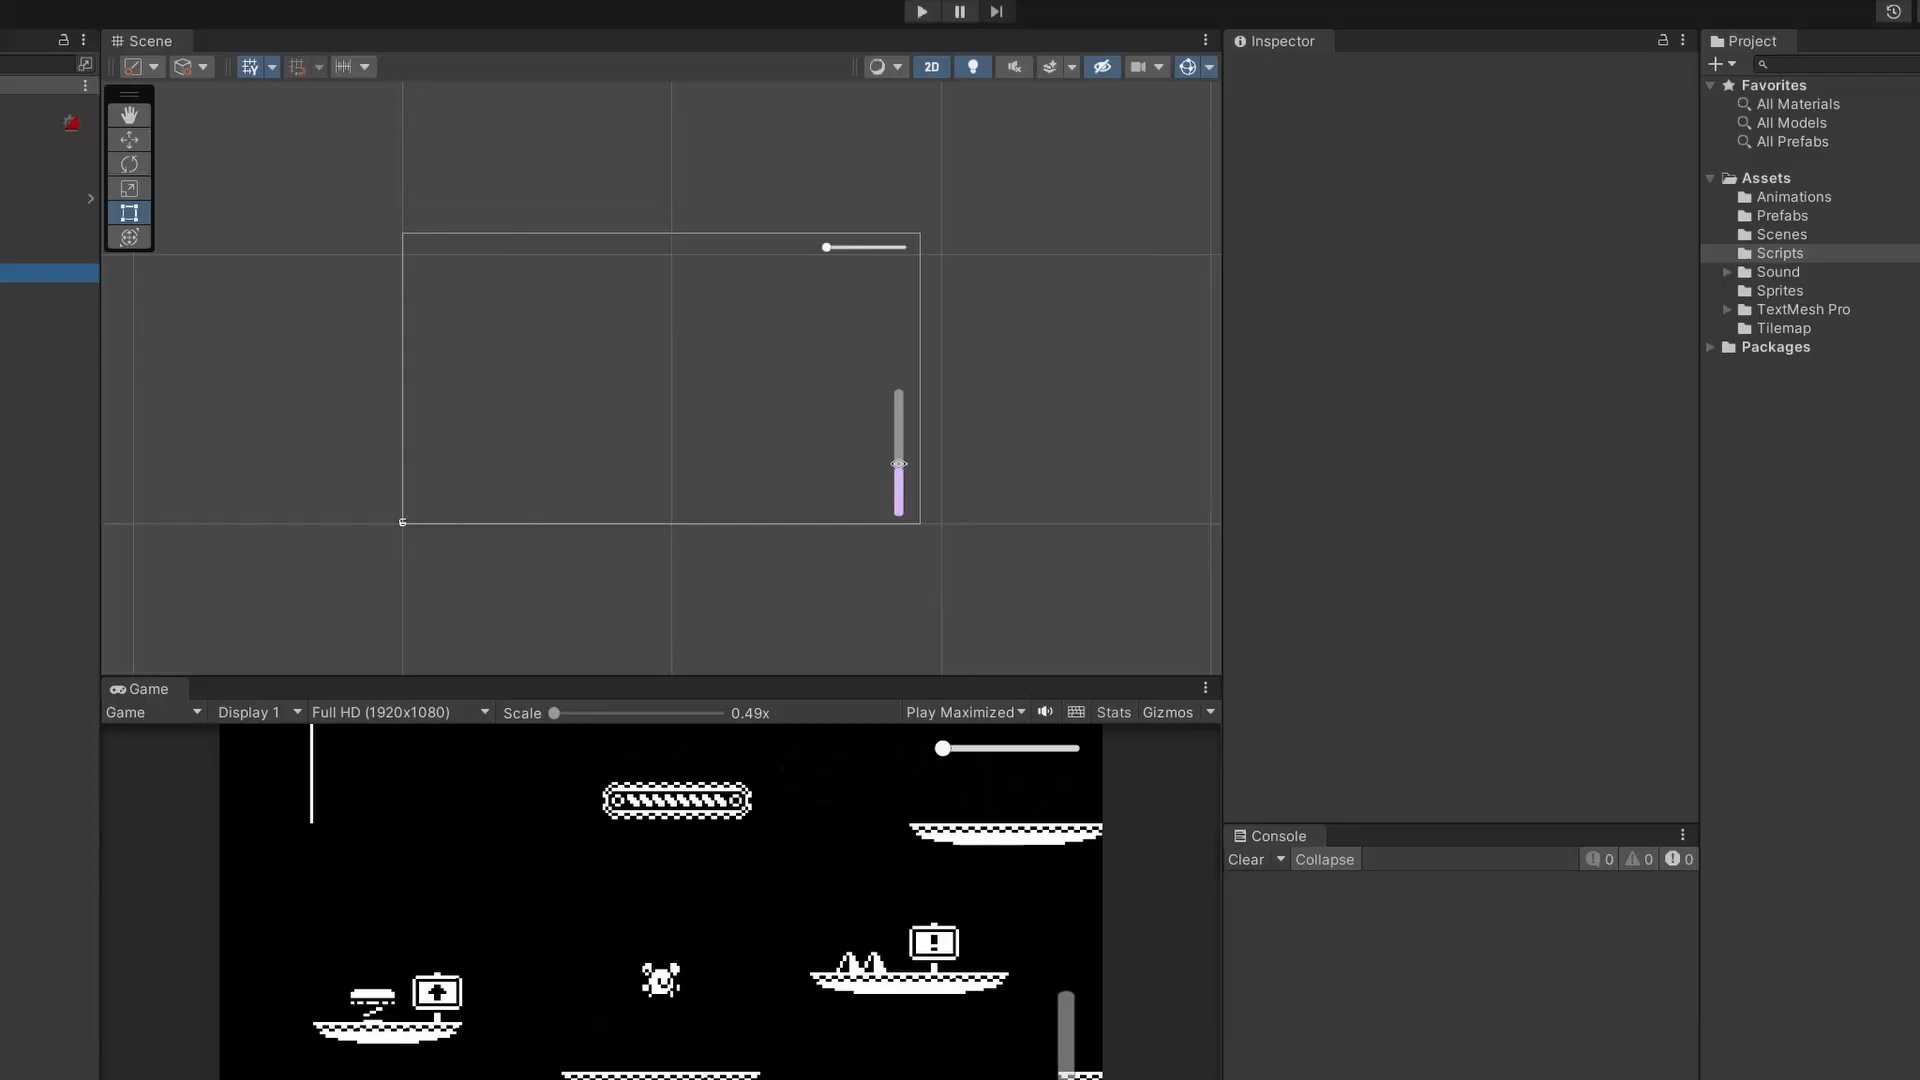 Scene
Inspector
Project
2D
Favorites
All Materials
All Models
All Prefabs
Assets
Animations
Prefabs
Scenes
Scripts
Sound
Sprites
TextMesh Pro
Tilemap
Packages
Game
Game
Display 1
Full HD (1920x1080)
Scale
0.49x
Play Maximized
Stats
Gizmos
!
Console
Clear
Collapse
0
0
0